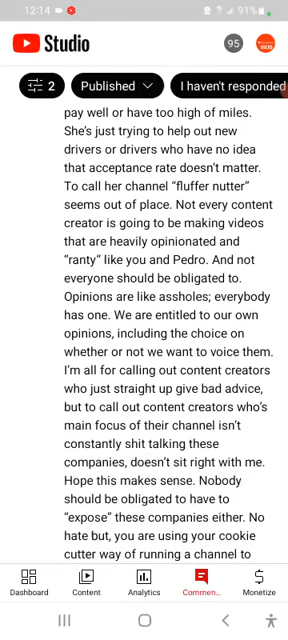 12:14
91%
Studio
95
2
Published
I haven't responded
pay well or have too high of miles.
She's just trying to help out new
drivers or drivers who have no idea
that acceptance rate doesn't matter.
To call her channel “fluffer nutter”
seems out of place. Not every content
creator is going to be making videos
that are heavily opinionated and
“ranty” like you and Pedro. And not
everyone should be obligated to.
Opinions are like assholes; everybody
has one. We are entitled to our own
opinions, including the choice on
whether or not we want to voice them.
I'm all for calling out content creators
who just straight up give bad advice,
but to call out content creators who's
main focus of their channel isn't
constantly shit talking these
companies, doesn't sit right with me.
Hope this makes sense. Nobody
should be obligated to have to
“expose” these companies either. No
hate but, you are using your cookie
cutter way of running a channel to
Dashboard
Content
Analytics
Commen...
Monetize